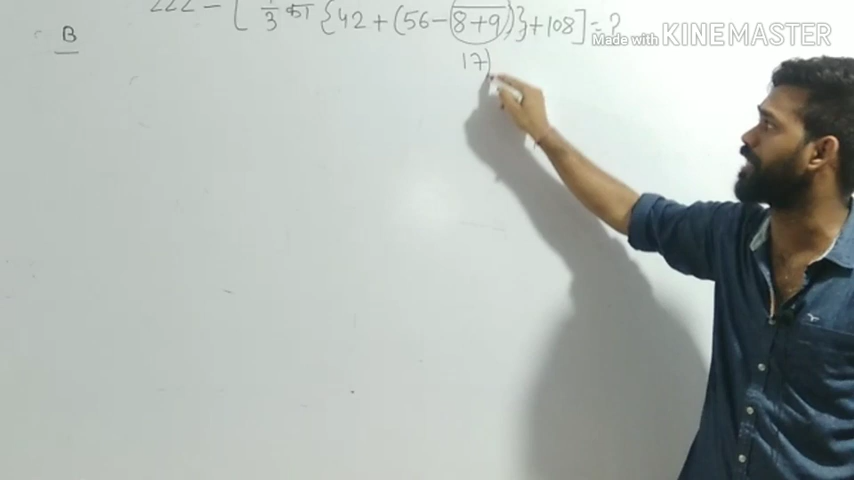 222 - [ 1/3 का {42 + (56 - 8+9)} + 108 ] = ?
B
17)
Made with KINEMASTER